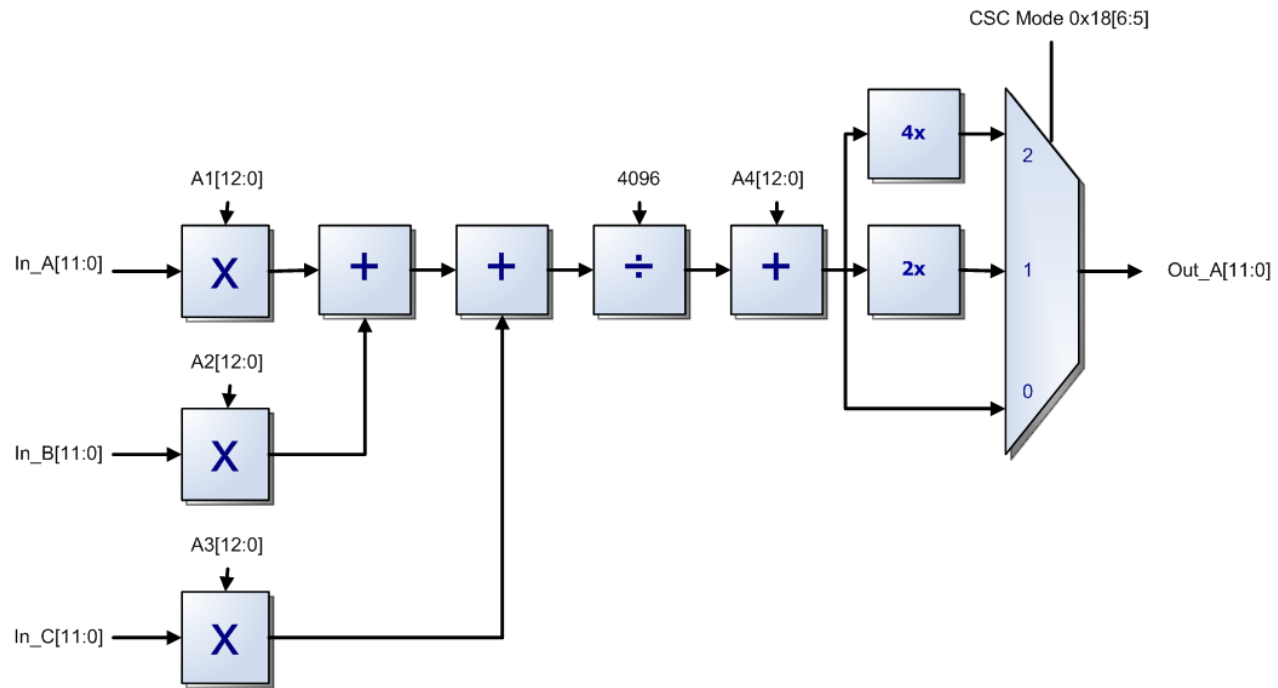 CSC Mode 0x18[6:5]
4x
2
A1[12:0]
4096
A4[12:0]
In_A[11:0]
X
+
+
÷
+
2x
1
Out_A[11:0]
A2[12:0]
0
In_B[11:0]
X
A3[12:0]
In_C[11:0]
X